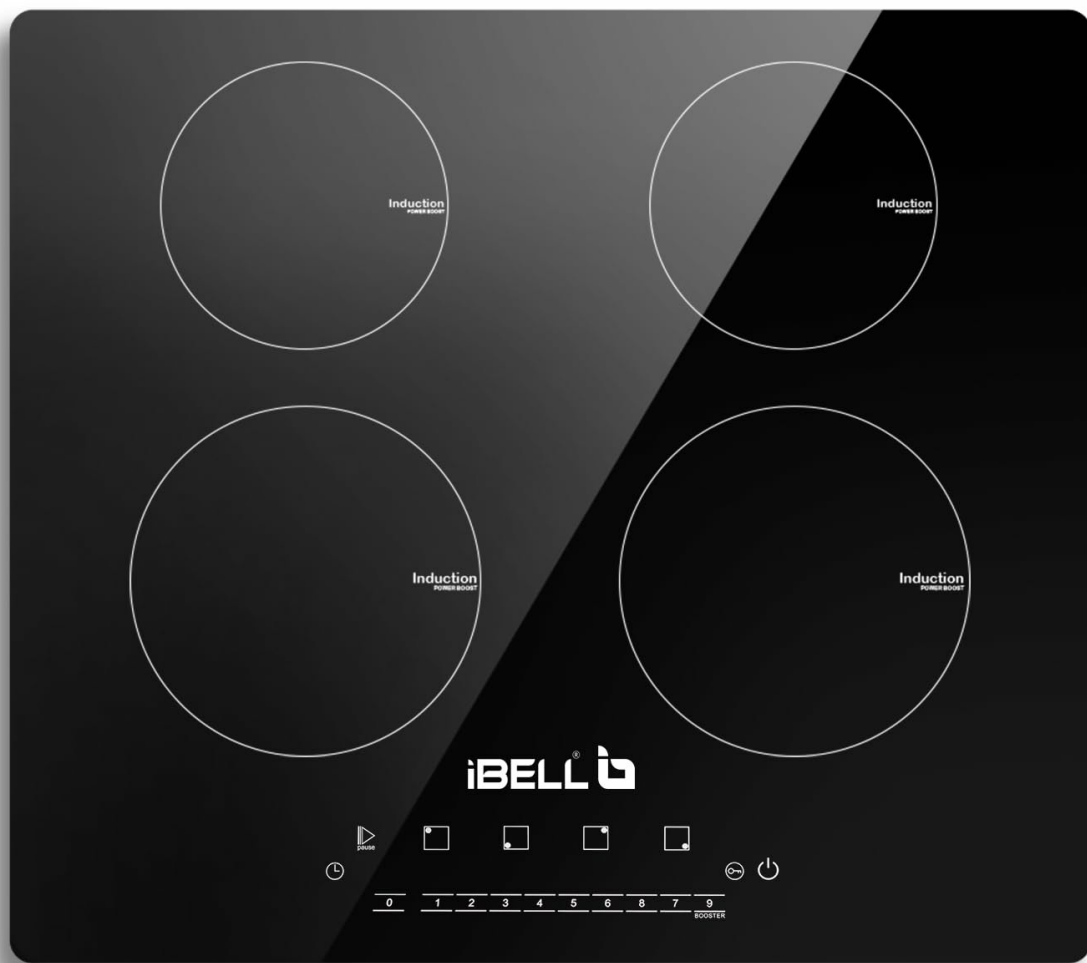 Induction
POWER BOOST
Induction
POWER BOOST
Induction
POWER BOOST
Induction
POWER BOOST
iBELL®
pause
0 1 2 3 4 5 6 8 7 9
BOOSTER